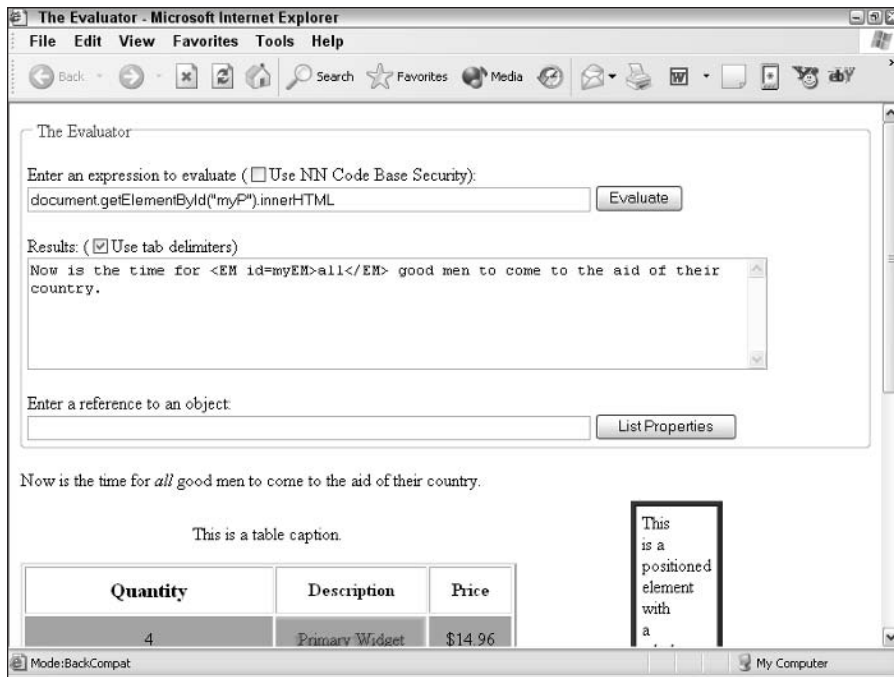 The Evaluator - Microsoft Internet Explorer
File Edit View Favorites Tools Help
Back Search Favorites Media
The Evaluator
Enter an expression to evaluate ( Use NN Code Base Security):
document.getElementById("myP").innerHTML Evaluate
Results: ( Use tab delimiters)
Now is the time for <EM id=myEM>all</EM> good men to come to the aid of their
country.
Enter a reference to an object:
List Properties
Now is the time for all good men to come to the aid of their country.
This is a table caption.
Quantity Description Price
4 Primary Widget $14.96
This
is a
positioned
element
with
a
Mode:BackCompat My Computer